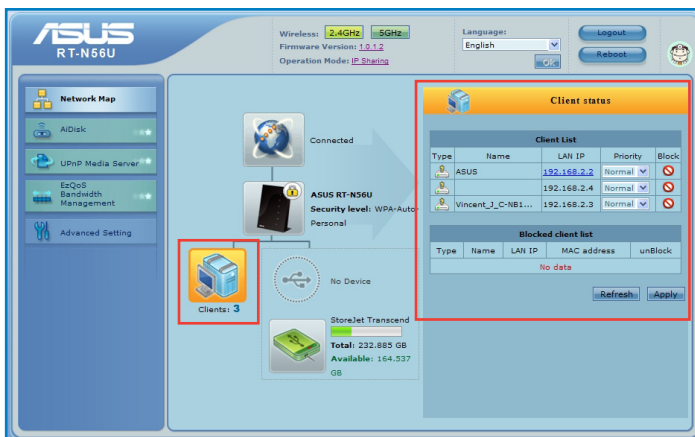 ASUS
RT-N56U
Wireless: 2.4GHz 5GHz
Firmware Version: 1.0.1.2
Operation Mode: IP Sharing
Language:
English
OK
Logout
Reboot
Network Map
AiDisk
UPnP Media Server
EzQoS
Bandwidth
Management
Advanced Setting
Connected
ASUS RT-N56U
Security level: WPA-Auto-
Personal
Clients: 3
No Device
StoreJet Transcend
Total: 232.885 GB
Available: 164.537
GB
Client status
Client List
Type Name LAN IP Priority Block
ASUS 192.168.2.2 Normal
192.168.2.4 Normal
Vincent_J_C-NB1... 192.168.2.3 Normal
Blocked client list
Type Name LAN IP MAC address unBlock
No data
Refresh Apply